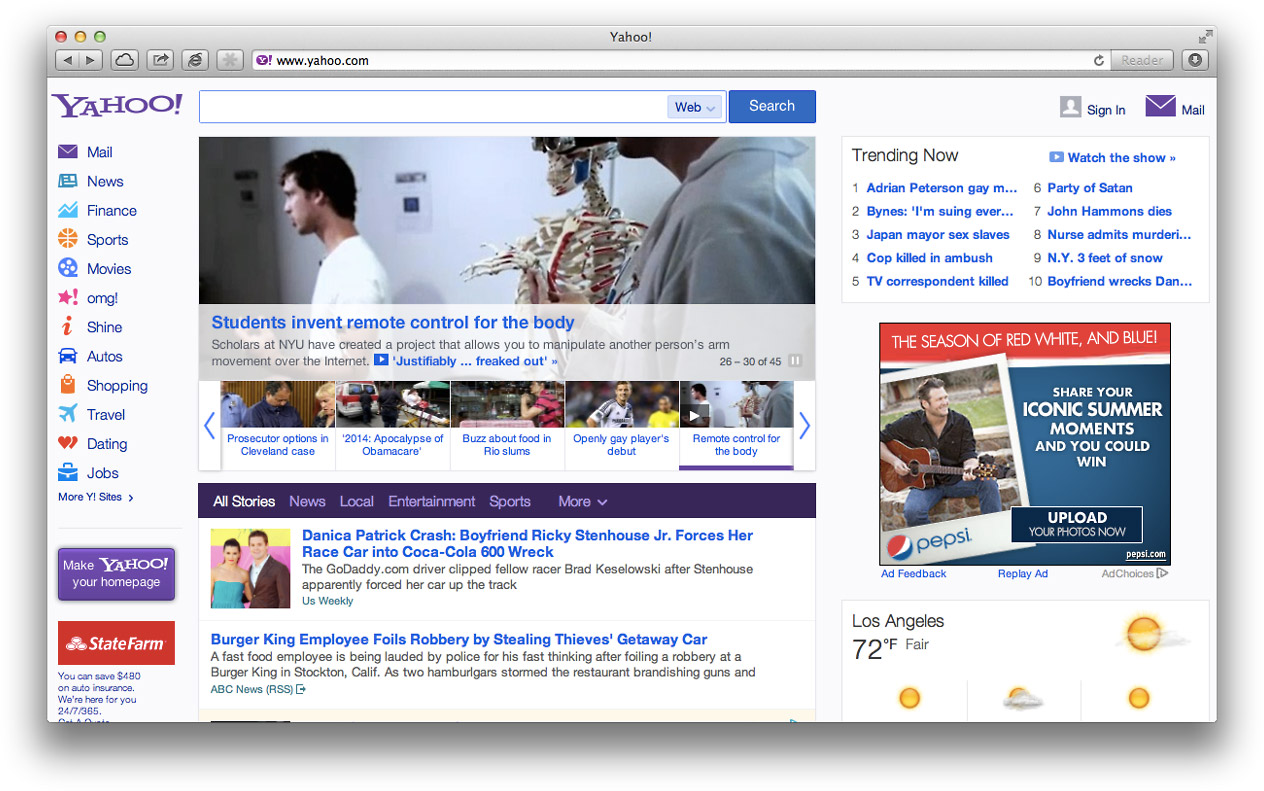 Yahoo!
www.yahoo.com
Reader
YAHOO!
Web
Search
Sign In
Mail
Mail
News
Finance
Sports
Movies
omg!
Shine
Autos
Shopping
Travel
Dating
Jobs
More Y! Sites
Make YAHOO!
your homepage
StateFarm
You can save $480
on auto insurance.
We're here for you
24/7/365.
Get A Quote
Students invent remote control for the body
Scholars at NYU have created a project that allows you to manipulate another person's arm
movement over the Internet. 'Justifiably ... freaked out' »
26 – 30 of 45
Prosecutor options in
Cleveland case
'2014: Apocalypse of
Obamacare'
Buzz about food in
Rio slums
Openly gay player's
debut
Remote control for
the body
All Stories News Local Entertainment Sports More
Danica Patrick Crash: Boyfriend Ricky Stenhouse Jr. Forces Her
Race Car into Coca-Cola 600 Wreck
The GoDaddy.com driver clipped fellow racer Brad Keselowski after Stenhouse
apparently forced her car up the track
Us Weekly
Burger King Employee Foils Robbery by Stealing Thieves' Getaway Car
A fast food employee is being lauded by police for his fast thinking after foiling a robbery at a
Burger King in Stockton, Calif. As two hamburlgars stormed the restaurant brandishing guns and
ABC News (RSS)
Trending Now
Watch the show »
1 Adrian Peterson gay m...
2 Bynes: 'I'm suing ever...
3 Japan mayor sex slaves
4 Cop killed in ambush
5 TV correspondent killed
6 Party of Satan
7 John Hammons dies
8 Nurse admits murderi...
9 N.Y. 3 feet of snow
10 Boyfriend wrecks Dan...
THE SEASON OF RED WHITE, AND BLUE!
SHARE YOUR
ICONIC SUMMER
MOMENTS
AND YOU COULD
WIN
UPLOAD
YOUR PHOTOS NOW
pepsi
pepsi.com
Ad Feedback
Replay Ad
AdChoices
Los Angeles
72°F Fair